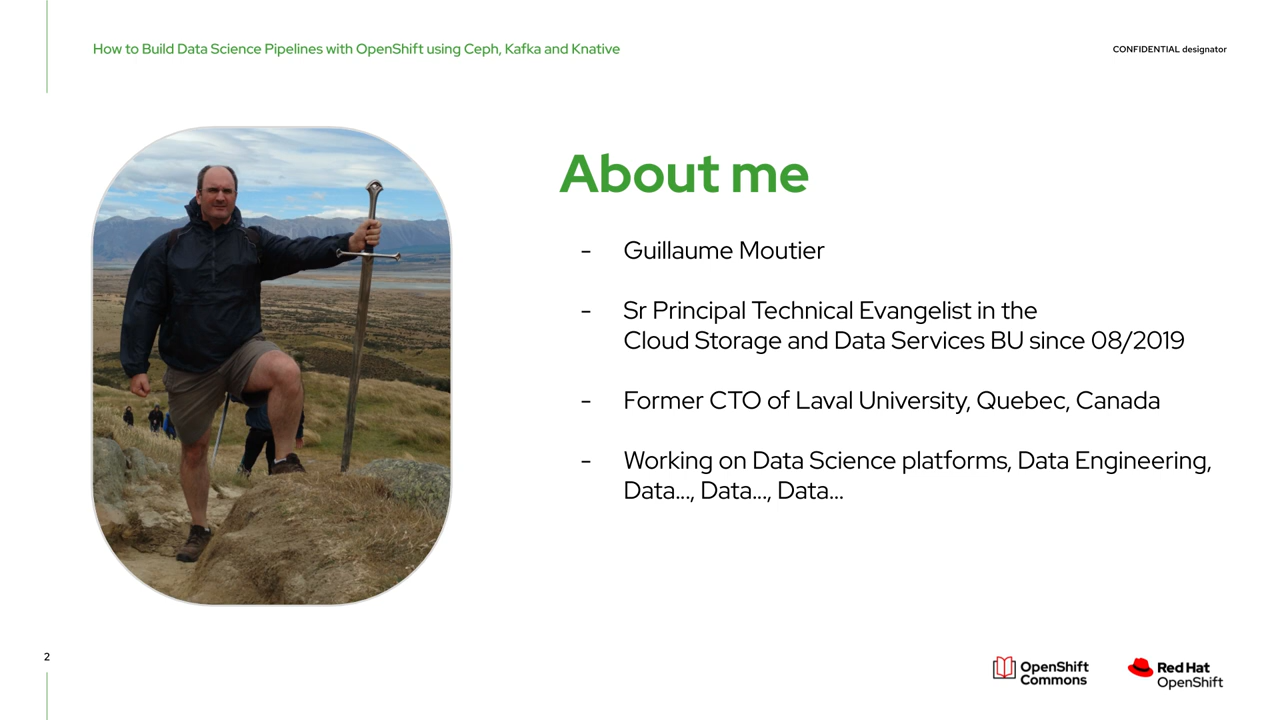 How to Build Data Science Pipelines with OpenShift using Ceph, Kafka and Knative
CONFIDENTIAL designator
About me
- Guillaume Moutier
- Sr Principal Technical Evangelist in the
Cloud Storage and Data Services BU since 08/2019
- Former CTO of Laval University, Quebec, Canada
- Working on Data Science platforms, Data Engineering,
Data..., Data..., Data...
2
OpenShift
Commons
Red Hat
OpenShift